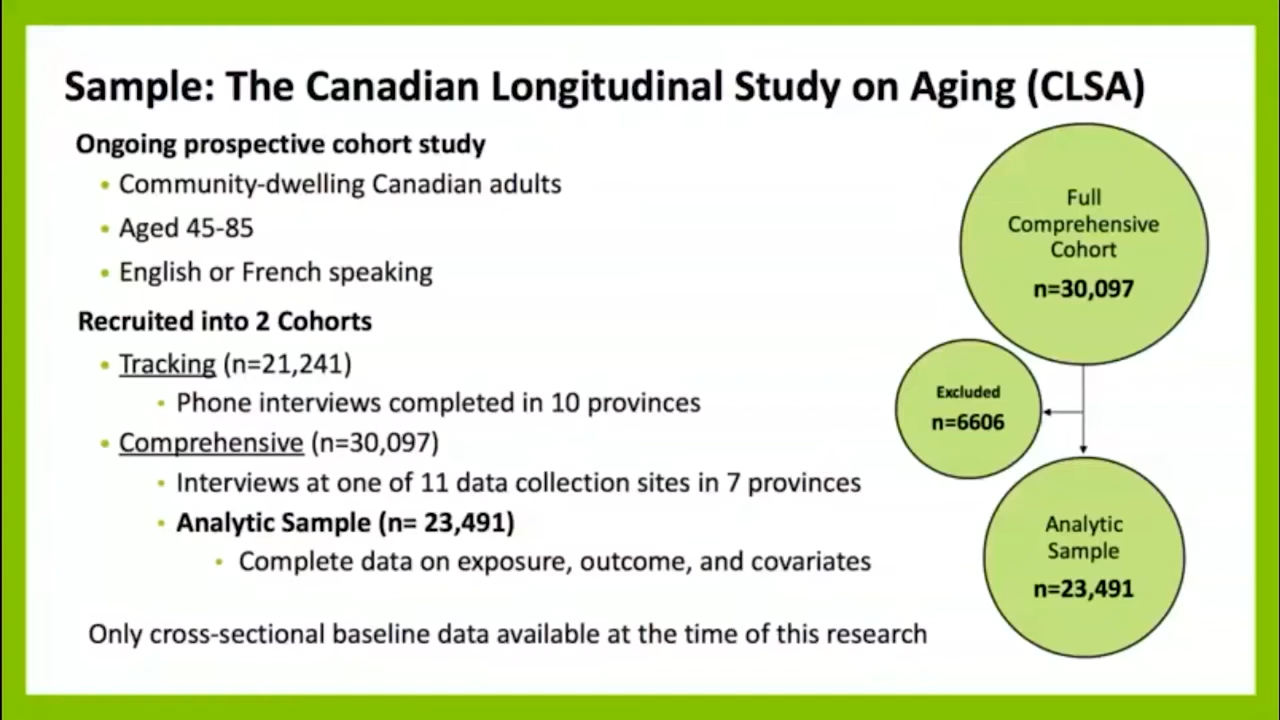 Sample: The Canadian Longitudinal Study on Aging (CLSA)
Ongoing prospective cohort study
• Community-dwelling Canadian adults
• Aged 45-85
• English or French speaking
Recruited into 2 Cohorts
• Tracking (n=21,241)
• Phone interviews completed in 10 provinces
• Comprehensive (n=30,097)
• Interviews at one of 11 data collection sites in 7 provinces
• Analytic Sample (n= 23,491)
• Complete data on exposure, outcome, and covariates
Only cross-sectional baseline data available at the time of this research
Full
Comprehensive
Cohort
n=30,097
Excluded
n=6606
Analytic
Sample
n=23,491